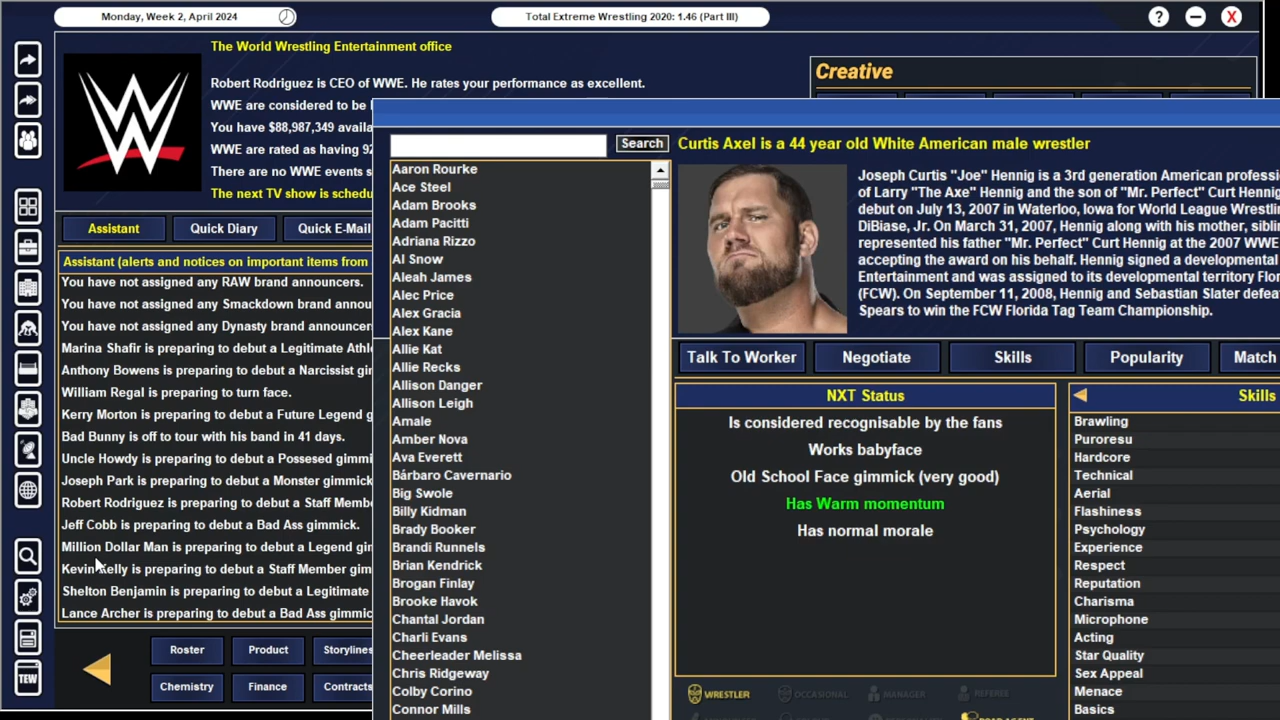 Monday, Week 2, April 2024
Total Extreme Wrestling 2020: 1.46 (Part III)
?
X
W
The World Wrestling Entertainment office
Robert Rodriguez is CEO of WWE. He rates your performance as excellent.
WWE are considered to be
You have $88,987,349 availa
WWE are rated as having 92
There are no WWE events s
The next TV show is schedu
Creative
Assistant
Quick Diary
Quick E-Mail
Assistant (alerts and notices on important items from
You have not assigned any RAW brand announcers.
You have not assigned any Smackdown brand annou
You have not assigned any Dynasty brand announcer
Marina Shafir is preparing to debut a Legitimate Athl
Anthony Bowens is preparing to debut a Narcissist gi
William Regal is preparing to turn face.
Kerry Morton is preparing to debut a Future Legend g
Bad Bunny is off to tour with his band in 41 days.
Uncle Howdy is preparing to debut a Possesed gimmi
Joseph Park is preparing to debut a Monster gimmick
Robert Rodriguez is preparing to debut a Staff Membe
Jeff Cobb is preparing to debut a Bad Ass gimmick.
Million Dollar Man is preparing to debut a Legend gi
Kevin Kelly is preparing to debut a Staff Member gim
Shelton Benjamin is preparing to debut a Legitimate
Lance Archer is preparing to debut a Bad Ass gimmic
Roster
Product
Storylines
Chemistry
Finance
Contracts
TEW
Search
Aaron Rourke
Ace Steel
Adam Brooks
Adam Pacitti
Adriana Rizzo
Al Snow
Aleah James
Alec Price
Alex Gracia
Alex Kane
Allie Kat
Allie Recks
Allison Danger
Allison Leigh
Amale
Amber Nova
Ava Everett
Bárbaro Cavernario
Big Swole
Billy Kidman
Brady Booker
Brandi Runnels
Brian Kendrick
Brogan Finlay
Brooke Havok
Chantal Jordan
Charli Evans
Cheerleader Melissa
Chris Ridgeway
Colby Corino
Connor Mills
Curtis Axel is a 44 year old White American male wrestler
Joseph Curtis "Joe" Hennig is a 3rd generation American professi
of Larry "The Axe" Hennig and the son of "Mr. Perfect" Curt Hennig
debut on July 13, 2007 in Waterloo, Iowa for World League Wrestlin
DiBiase, Jr. On March 31, 2007, Hennig along with his mother, siblin
represented his father "Mr. Perfect" Curt Hennig at the 2007 WWE
accepting the award on his behalf. Hennig signed a developmental
Entertainment and was assigned to its developmental territory Flor
(FCW). On September 11, 2008, Hennig and Sebastian Slater defea
Spears to win the FCW Florida Tag Team Championship.
Talk To Worker
Negotiate
Skills
Popularity
Match
NXT Status
Is considered recognisable by the fans
Works babyface
Old School Face gimmick (very good)
Has Warm momentum
Has normal morale
WRESTLER
OCCASIONAL
MANAGER
REFEREE
ROAD AGENT
Skills
Brawling
Puroresu
Hardcore
Technical
Aerial
Flashiness
Psychology
Experience
Respect
Reputation
Charisma
Microphone
Acting
Star Quality
Sex Appeal
Menace
Basics